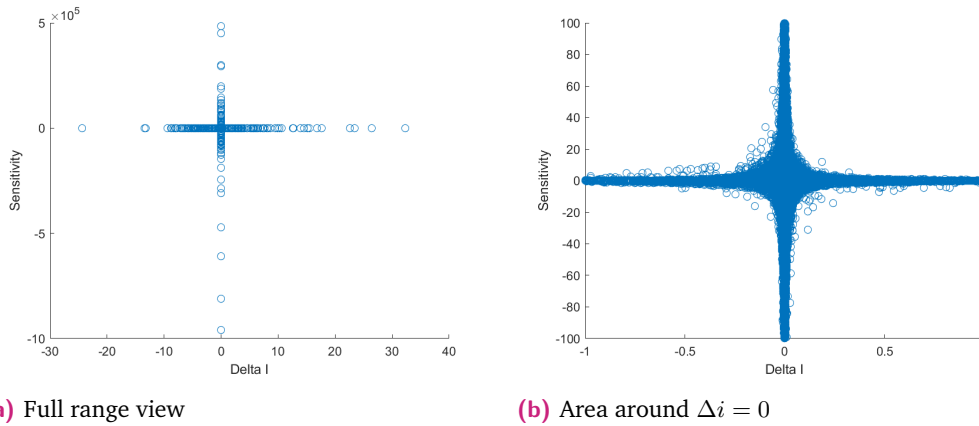 5 ×10⁵
0
-5
-10
-30 -20 -10 0 10 20 30 40
Sensitivity
Delta I
100
80
60
40
20
0
-20
-40
-60
-80
-100
-1 -0.5 0 0.5
Sensitivity
Delta I
) Full range view
(b) Area around Δi = 0